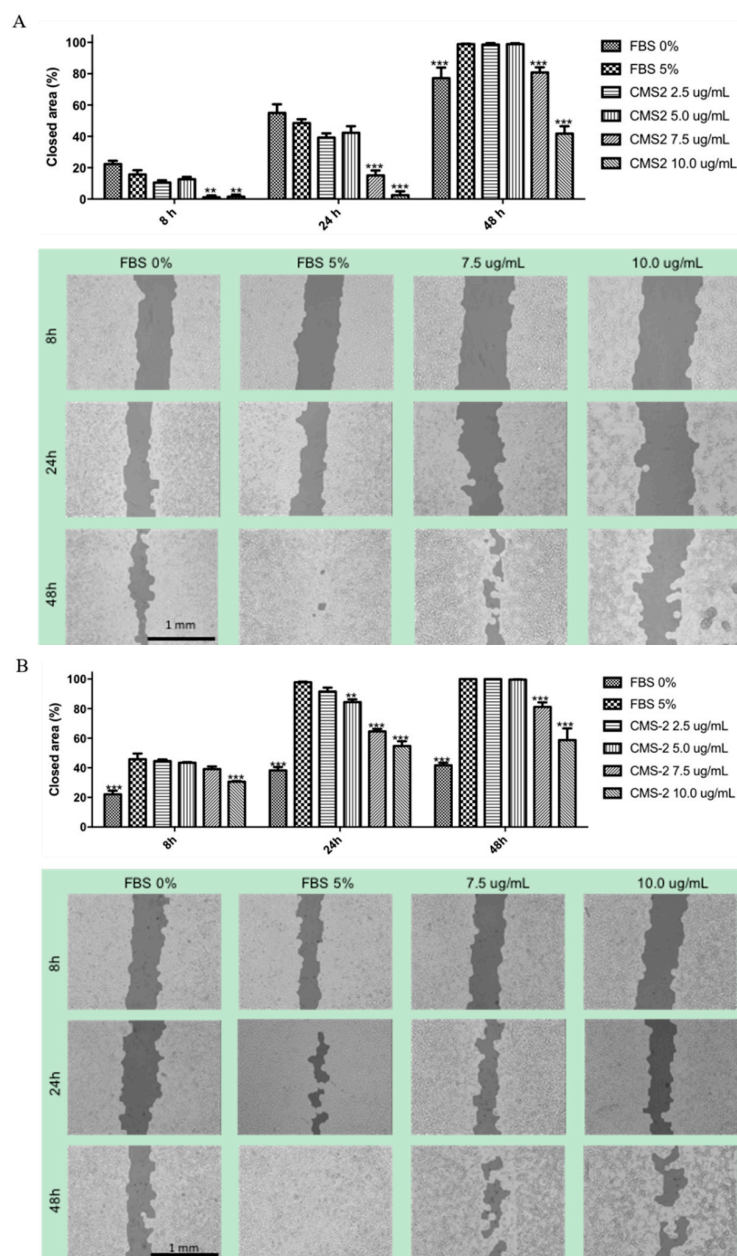 A
Closed area (%)
100
80
60
40
20
0
***
***
***
***
***
** **
8 h
24 h
48 h
FBS 0%
FBS 5%
CMS2 2.5 ug/mL
CMS2 5.0 ug/mL
CMS2 7.5 ug/mL
CMS2 10.0 ug/mL
FBS 0% FBS 5% 7.5 ug/mL 10.0 ug/mL
8h
24h
48h
1 mm
B
Closed area (%)
100
80
60
40
20
0
***
***
***
**
***
***
***
***
***
8h
24h
48h
FBS 0%
FBS 5%
CMS-2 2.5 ug/mL
CMS-2 5.0 ug/mL
CMS-2 7.5 ug/mL
CMS-2 10.0 ug/mL
FBS 0% FBS 5% 7.5 ug/mL 10.0 ug/mL
8h
24h
48h
1 mm